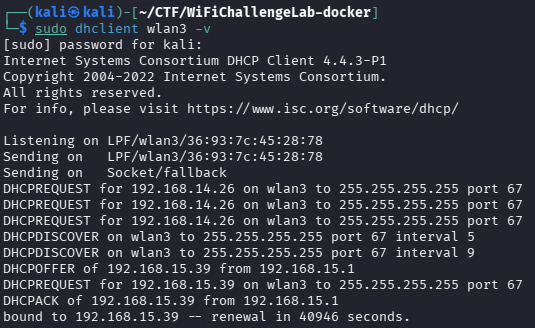 ┌──(kali㉿kali)-[~/CTF/WiFiChallengeLab-docker]
└─$ sudo dhclient wlan3 -v
[sudo] password for kali:
Internet Systems Consortium DHCP Client 4.4.3-P1
Copyright 2004-2022 Internet Systems Consortium.
All rights reserved.
For info, please visit https://www.isc.org/software/dhcp/

Listening on LPF/wlan3/36:93:7c:45:28:78
Sending on   LPF/wlan3/36:93:7c:45:28:78
Sending on   Socket/fallback
DHCPREQUEST for 192.168.14.26 on wlan3 to 255.255.255.255 port 67
DHCPREQUEST for 192.168.14.26 on wlan3 to 255.255.255.255 port 67
DHCPREQUEST for 192.168.14.26 on wlan3 to 255.255.255.255 port 67
DHCPDISCOVER on wlan3 to 255.255.255.255 port 67 interval 5
DHCPDISCOVER on wlan3 to 255.255.255.255 port 67 interval 9
DHCPOFFER of 192.168.15.39 from 192.168.15.1
DHCPREQUEST for 192.168.15.39 on wlan3 to 255.255.255.255 port 67
DHCPACK of 192.168.15.39 from 192.168.15.1
bound to 192.168.15.39 -- renewal in 40946 seconds.